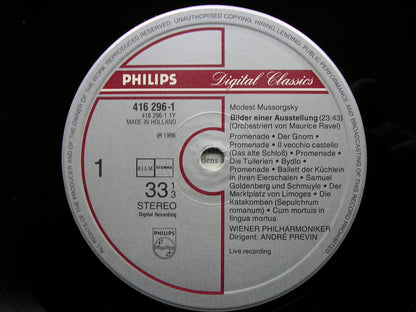 ALL RIGHTS OF THE PRODUCER AND OF THE OWNER OF THE WORK REPRODUCED RESERVED. UNAUTHORISED COPYING, HIRING, LENDING, PUBLIC PERFORMANCE AND BROADCASTING OF THIS RECORD PROHIBITED
PHILIPS Digital Classics
416 296-1
416 296-1 1Y
MADE IN HOLLAND
℗ 1986
1
B.I.E.M. STEMRA
33 1/3
STEREO
Digital Recording
PHILIPS
Modest Mussorgsky
Bilder einer Ausstellung (23:43)
(Orchestriert von Maurice Ravel)
Promenade • Der Gnom •
Promenade • Il vecchio castello
(Das alte Schloß) • Promenade •
Die Tuilerien • Bydlo •
Promenade • Ballett der Küchlein
in ihren Eierschalen • Samuel
Goldenberg und Schmuyle • Der
Marktplatz von Limoges • Die
Katakomben (Sepulchrum
romanum) • Cum mortuis in
lingua mortua
WIENER PHILHARMONIKER
Dirigent: ANDRÉ PREVIN
Live recording